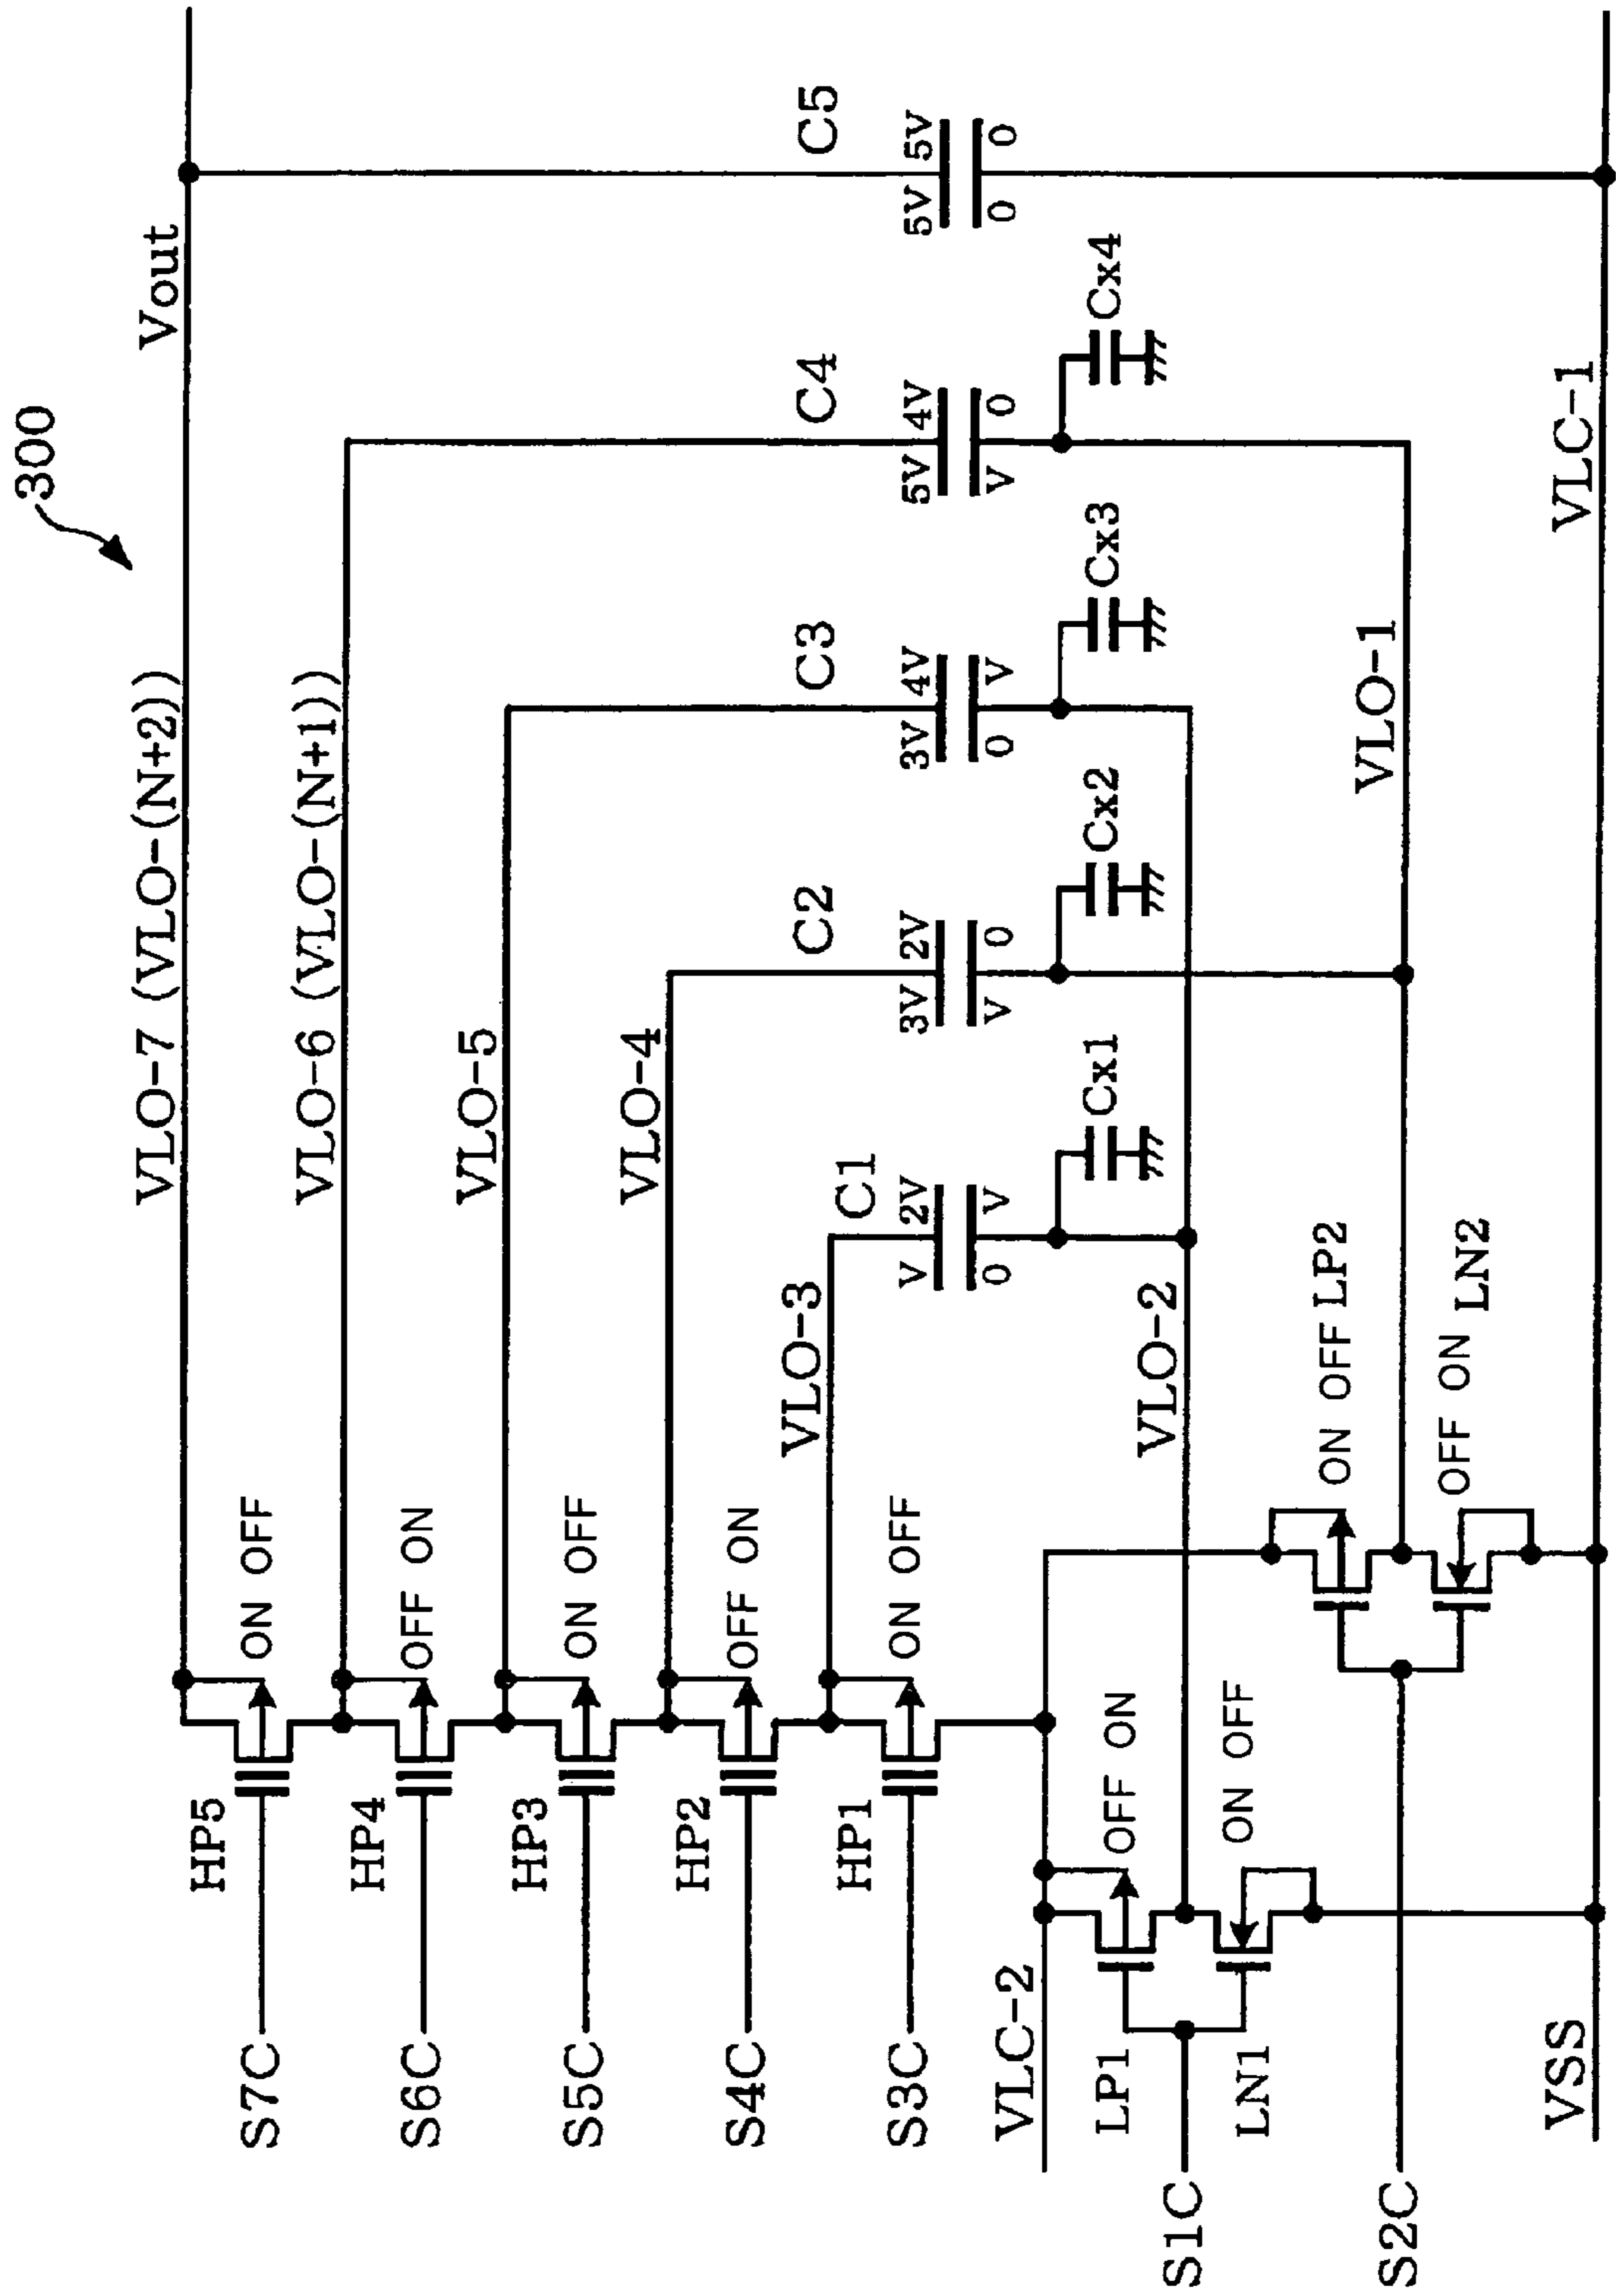 300
VLO-7 (VLO-(N+2))
Vout
S7C
HP5
ON OFF
VLO-6 (VLO-(N+1))
S6C
HP4
OFF ON
VLO-5
S5C
HP3
ON OFF
VLO-4
S4C
HP2
OFF ON
VLO-3
S3C
HP1
ON OFF
C1
V 2V
0 V
Cx1
C2
3V 2V
V 0
Cx2
C3
3V 4V
0 V
Cx3
C4
5V 4V
V 0
Cx4
C5
5V 5V
0 0
VLC-2
LP1
OFF ON
VLO-2
S1C
LN1
ON OFF
ON OFF LP2
VLO-1
S2C
OFF ON LN2
VSS
VLC-1